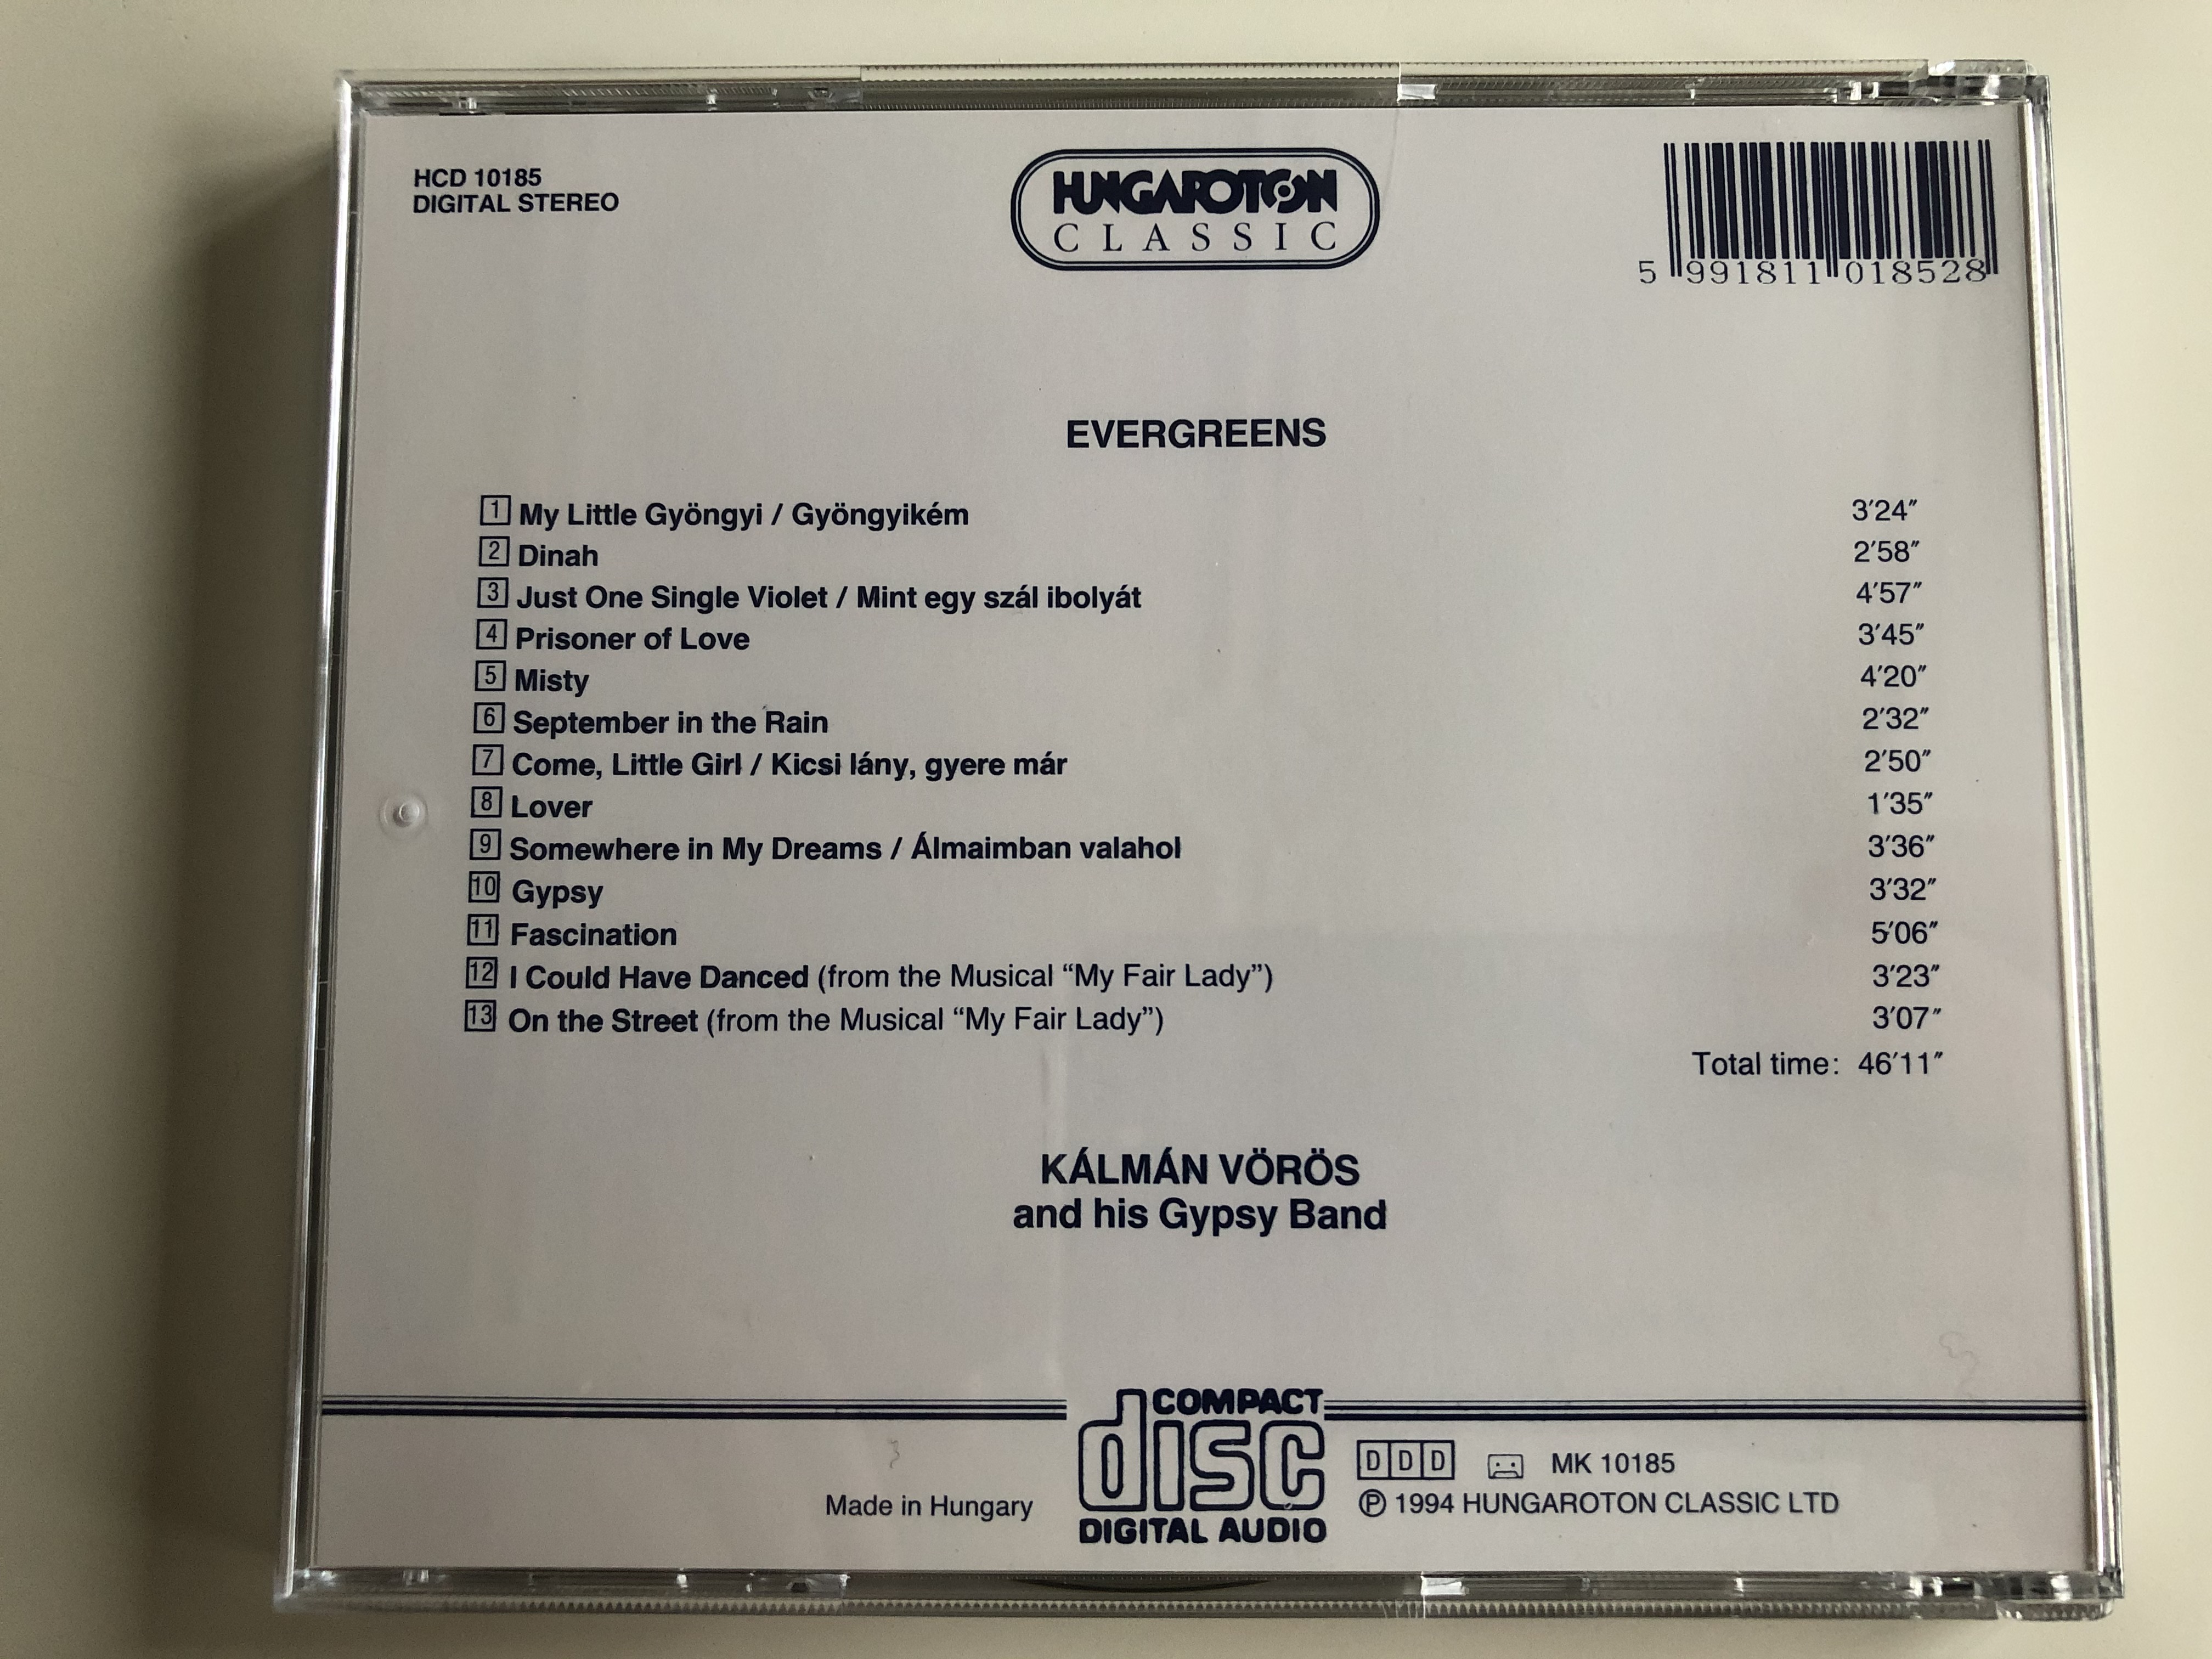 HCD 10185
DIGITAL STEREO
HUNGAROTON
CLASSIC
5 991811 018528
EVERGREENS
1 My Little Gyöngyi / Gyöngyikém 3'24"
2 Dinah 2'58"
3 Just One Single Violet / Mint egy szál ibolyát 4'57"
4 Prisoner of Love 3'45"
5 Misty 4'20"
6 September in the Rain 2'32"
7 Come, Little Girl / Kicsi lány, gyere már 2'50"
8 Lover 1'35"
9 Somewhere in My Dreams / Álmaimban valahol 3'36"
10 Gypsy 3'32"
11 Fascination 5'06"
12 I Could Have Danced (from the Musical “My Fair Lady”) 3'23"
13 On the Street (from the Musical “My Fair Lady”) 3'07"
Total time: 46'11"
KÁLMÁN VÖRÖS
and his Gypsy Band
COMPACT
disc
DIGITAL AUDIO
Made in Hungary
DDD MK 10185
Ⓟ 1994 HUNGAROTON CLASSIC LTD